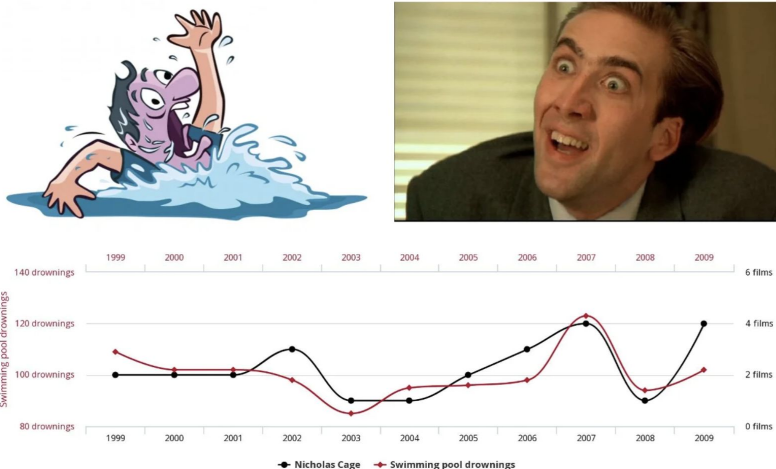 1999 2000 2001 2002 2003 2004 2005 2006 2007 2008 2009
140 drownings 6 films
120 drownings 4 films
100 drownings 2 films
80 drownings 0 films
Swimming pool drownings
1999 2000 2001 2002 2003 2004 2005 2006 2007 2008 2009
Nicholas Cage Swimming pool drownings